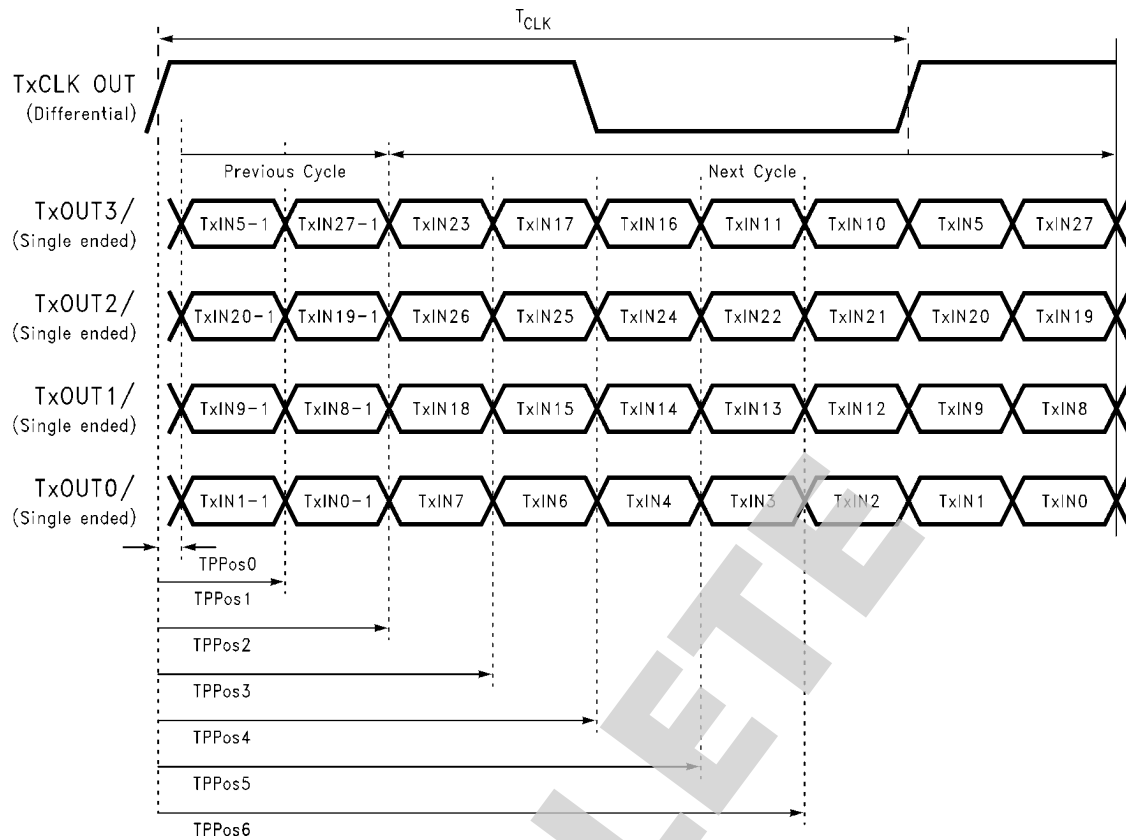 TCLK
TxCLK OUT
(Differential)
Previous Cycle
Next Cycle
TxOUT3/
(Single ended)
TxIN5-1 TxIN27-1 TxIN23 TxIN17 TxIN16 TxIN11 TxIN10 TxIN5 TxIN27
TxOUT2/
(Single ended)
TxIN20-1 TxIN19-1 TxIN26 TxIN25 TxIN24 TxIN22 TxIN21 TxIN20 TxIN19
TxOUT1/
(Single ended)
TxIN9-1 TxIN8-1 TxIN18 TxIN15 TxIN14 TxIN13 TxIN12 TxIN9 TxIN8
TxOUT0/
(Single ended)
TxIN1-1 TxIN0-1 TxIN7 TxIN6 TxIN4 TxIN3 TxIN2 TxIN1 TxIN0
TPPos0
TPPos1
TPPos2
TPPos3
TPPos4
TPPos5
TPPos6
LETE